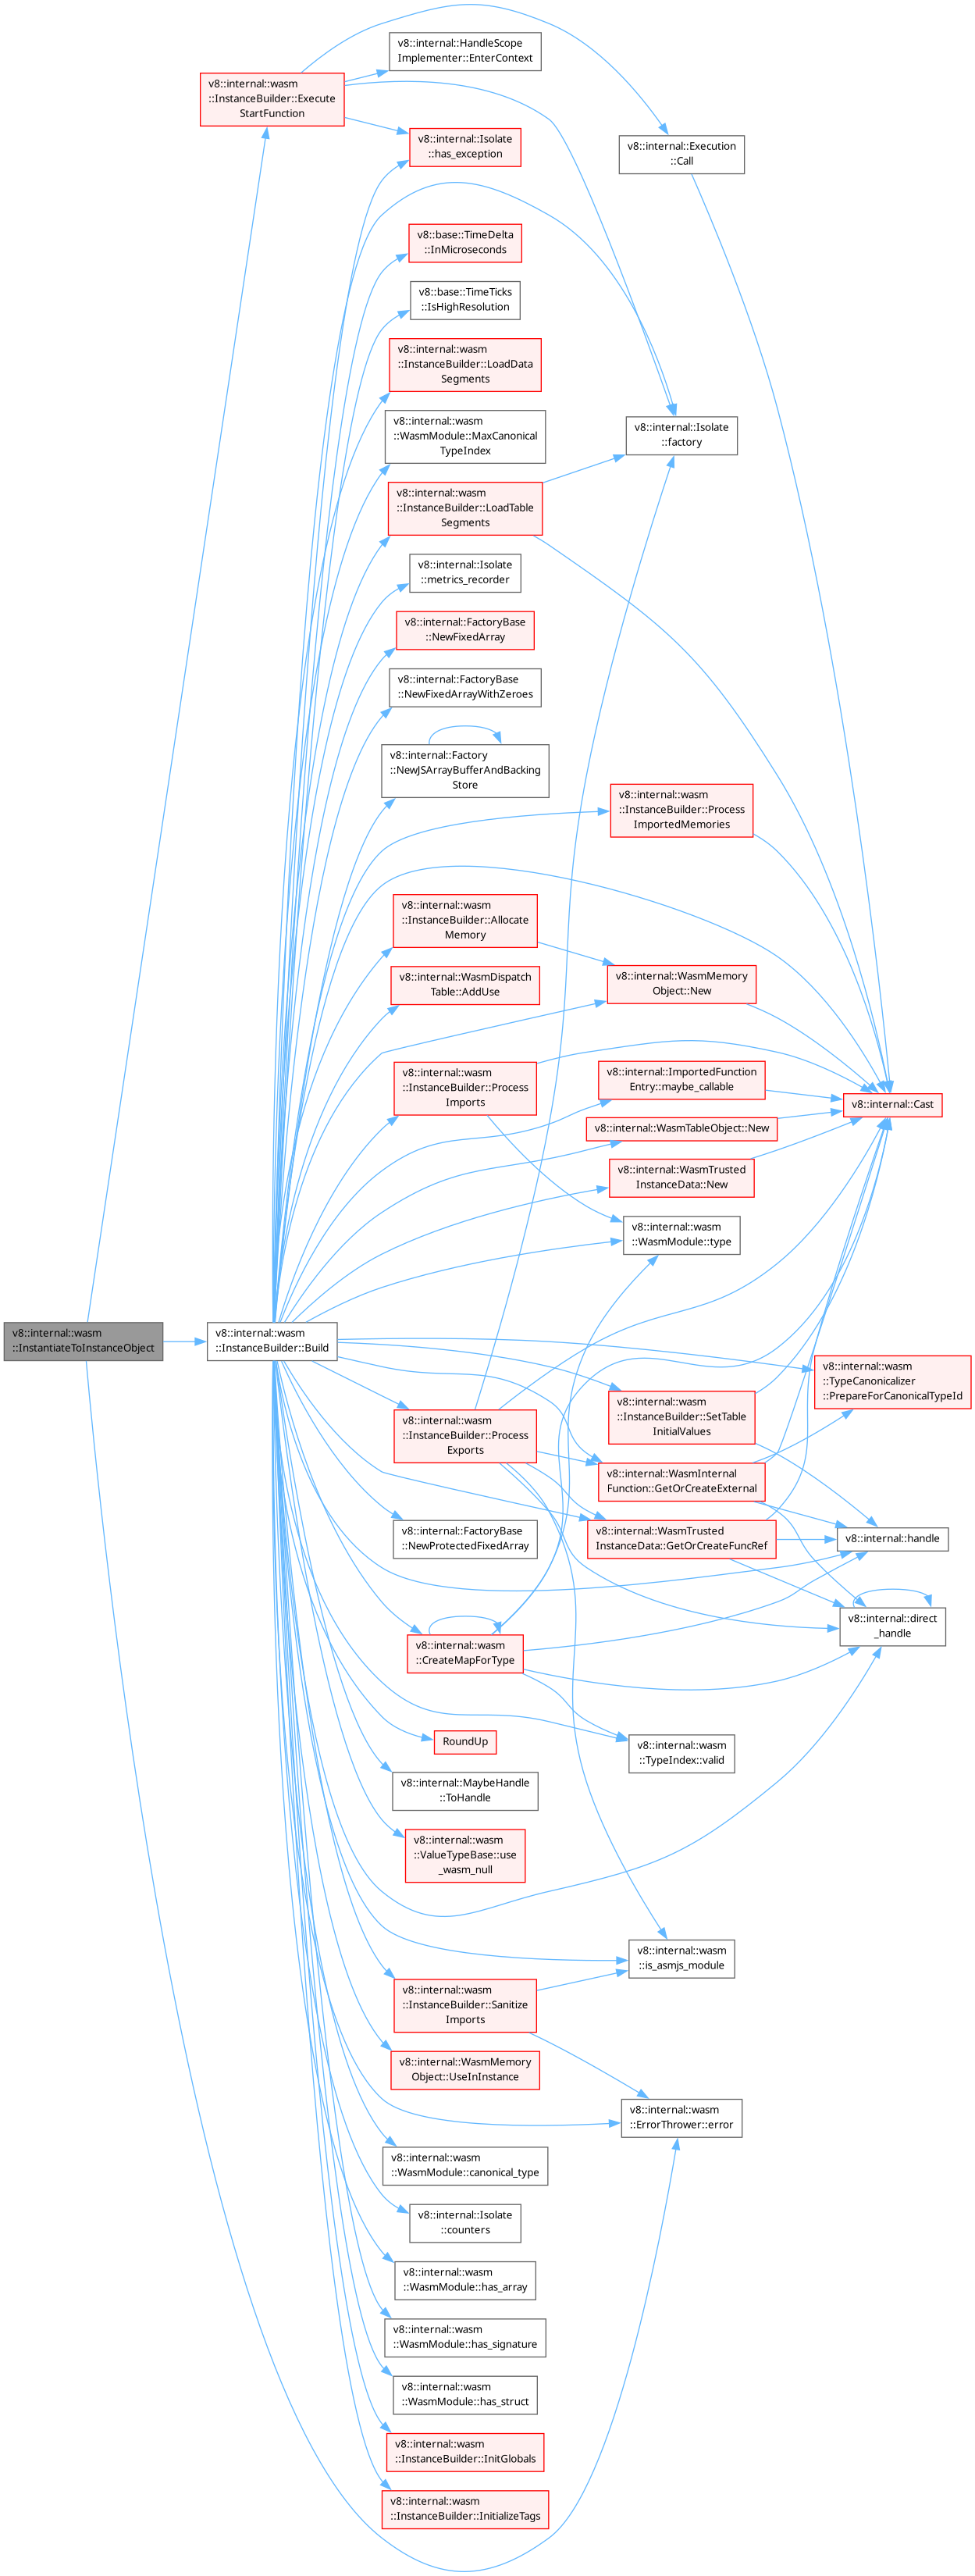 v8::internal::HandleScope
Implementer::EnterContext
v8::internal::wasm
::InstanceBuilder::Execute
StartFunction
v8::internal::Execution
::Call
v8::internal::Isolate
::has_exception
v8::base::TimeDelta
::InMicroseconds
v8::base::TimeTicks
::IsHighResolution
v8::internal::wasm
::InstanceBuilder::LoadData
Segments
v8::internal::wasm
::WasmModule::MaxCanonical
TypeIndex
v8::internal::Isolate
::factory
v8::internal::wasm
::InstanceBuilder::LoadTable
Segments
v8::internal::Isolate
::metrics_recorder
v8::internal::FactoryBase
::NewFixedArray
v8::internal::FactoryBase
::NewFixedArrayWithZeroes
v8::internal::Factory
::NewJSArrayBufferAndBacking
Store
v8::internal::wasm
::InstanceBuilder::Process
ImportedMemories
v8::internal::wasm
::InstanceBuilder::Allocate
Memory
v8::internal::WasmDispatch
Table::AddUse
v8::internal::WasmMemory
Object::New
v8::internal::wasm
::InstanceBuilder::Process
Imports
v8::internal::ImportedFunction
Entry::maybe_callable
v8::internal::Cast
v8::internal::WasmTableObject::New
v8::internal::WasmTrusted
InstanceData::New
v8::internal::wasm
::WasmModule::type
v8::internal::wasm
::InstantiateToInstanceObject
v8::internal::wasm
::InstanceBuilder::Build
v8::internal::wasm
::TypeCanonicalizer
::PrepareForCanonicalTypeId
v8::internal::wasm
::InstanceBuilder::SetTable
InitialValues
v8::internal::wasm
::InstanceBuilder::Process
Exports
v8::internal::WasmInternal
Function::GetOrCreateExternal
v8::internal::FactoryBase
::NewProtectedFixedArray
v8::internal::WasmTrusted
InstanceData::GetOrCreateFuncRef
v8::internal::handle
v8::internal::direct
_handle
v8::internal::wasm
::CreateMapForType
RoundUp
v8::internal::wasm
::TypeIndex::valid
v8::internal::MaybeHandle
::ToHandle
v8::internal::wasm
::ValueTypeBase::use
_wasm_null
v8::internal::wasm
::is_asmjs_module
v8::internal::wasm
::InstanceBuilder::Sanitize
Imports
v8::internal::WasmMemory
Object::UseInInstance
v8::internal::wasm
::ErrorThrower::error
v8::internal::wasm
::WasmModule::canonical_type
v8::internal::Isolate
::counters
v8::internal::wasm
::WasmModule::has_array
v8::internal::wasm
::WasmModule::has_signature
v8::internal::wasm
::WasmModule::has_struct
v8::internal::wasm
::InstanceBuilder::InitGlobals
v8::internal::wasm
::InstanceBuilder::InitializeTags